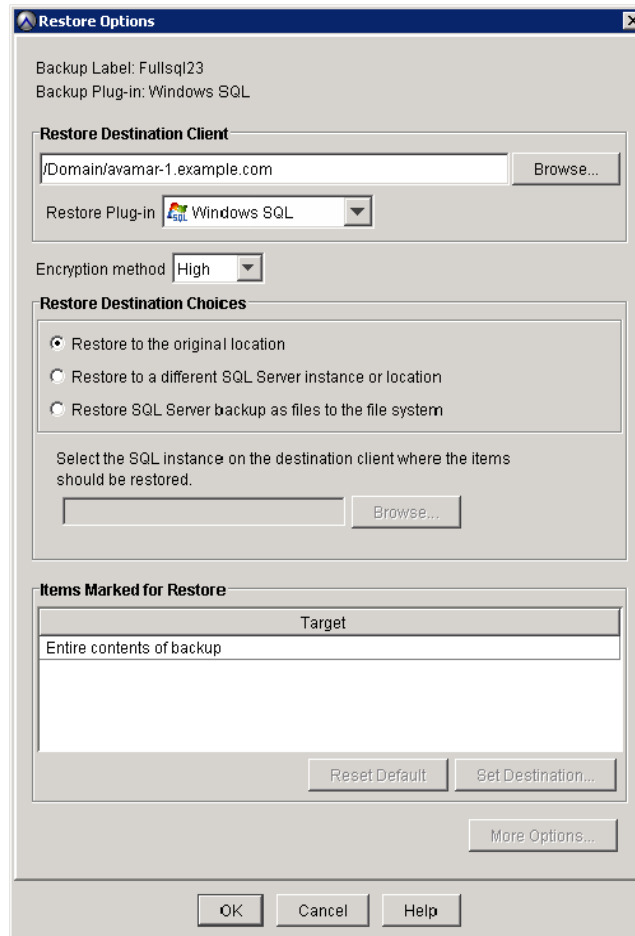 Restore Options
Backup Label: Fullsql23
Backup Plug-in: Windows SQL
Restore Destination Client
/Domain/avamar-1.example.com Browse...
Restore Plug-in SQL Windows SQL
Encryption method High
Restore Destination Choices
Restore to the original location
Restore to a different SQL Server instance or location
Restore SQL Server backup as files to the file system
Select the SQL instance on the destination client where the items
should be restored.
Browse...
Items Marked for Restore
Target
Entire contents of backup
Reset Default Set Destination...
More Options...
OK Cancel Help